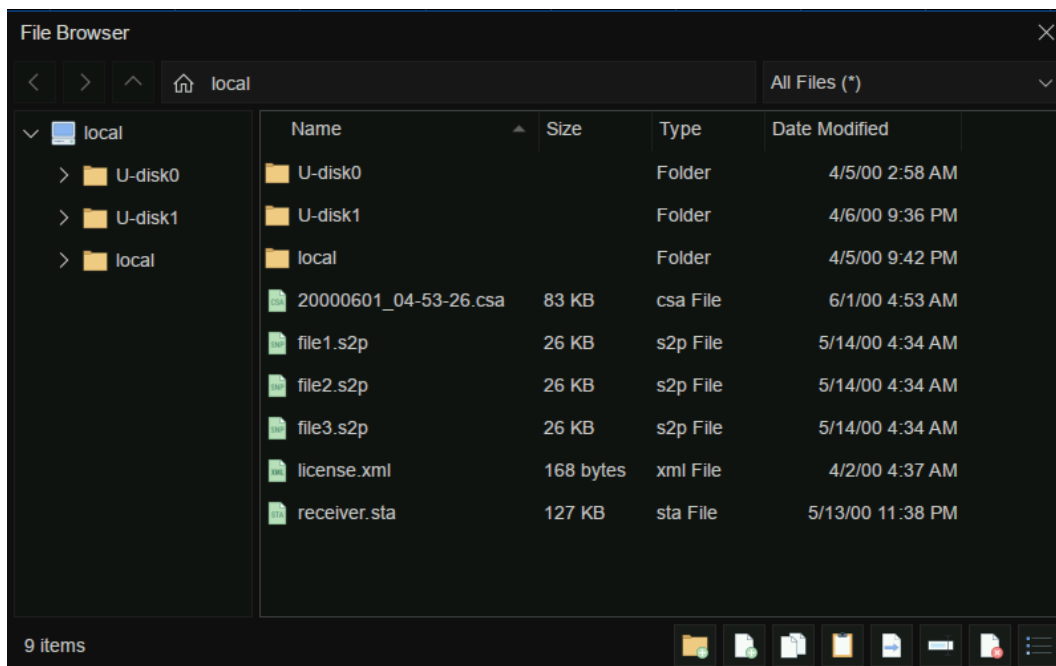 File Browser
local All Files (*)
local
U-disk0
U-disk1
local
Name Size Type Date Modified
U-disk0 Folder 4/5/00 2:58 AM
U-disk1 Folder 4/6/00 9:36 PM
local Folder 4/5/00 9:42 PM
CSA 20000601_04-53-26.csa 83 KB csa File 6/1/00 4:53 AM
SNP file1.s2p 26 KB s2p File 5/14/00 4:34 AM
SNP file2.s2p 26 KB s2p File 5/14/00 4:34 AM
SNP file3.s2p 26 KB s2p File 5/14/00 4:34 AM
XML license.xml 168 bytes xml File 4/2/00 4:37 AM
STA receiver.sta 127 KB sta File 5/13/00 11:38 PM
9 items